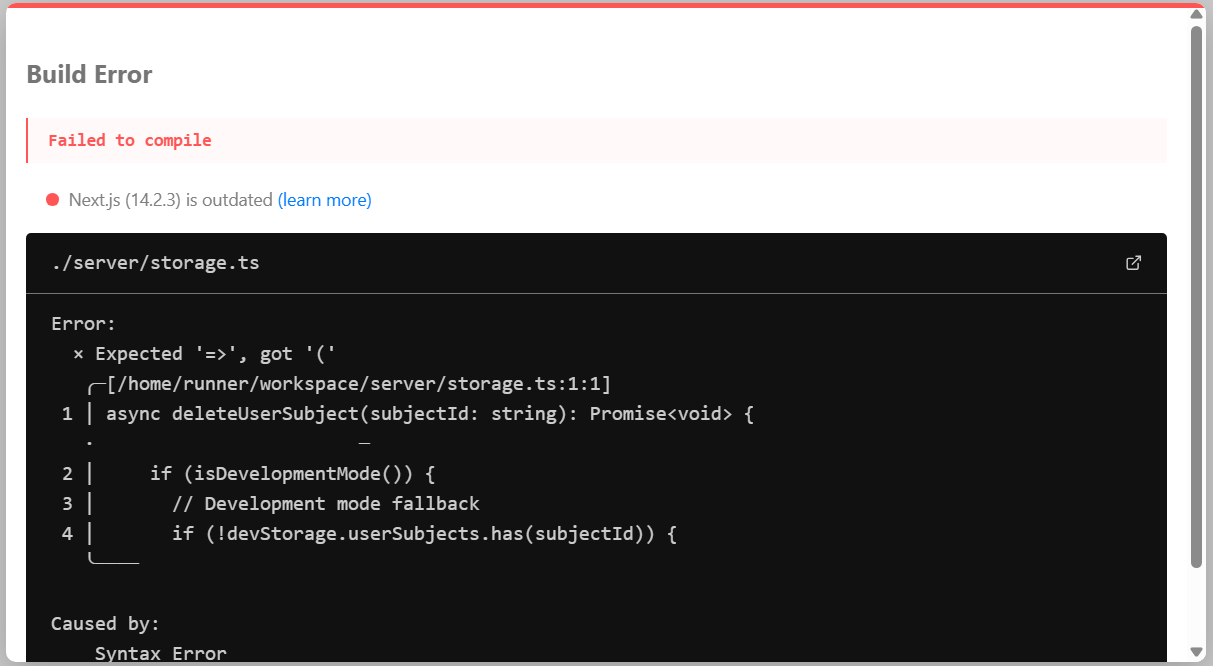 Build Error
Failed to compile
Next.js (14.2.3) is outdated (learn more)
./server/storage.ts
Error:
  × Expected '=>', got '('
   ╭─[/home/runner/workspace/server/storage.ts:1:1]
 1 │ async deleteUserSubject(subjectId: string): Promise<void> {
   ·                        ─
 2 │     if (isDevelopmentMode()) {
 3 │       // Development mode fallback
 4 │       if (!devStorage.userSubjects.has(subjectId)) {
   ╰────
Caused by:
    Syntax Error